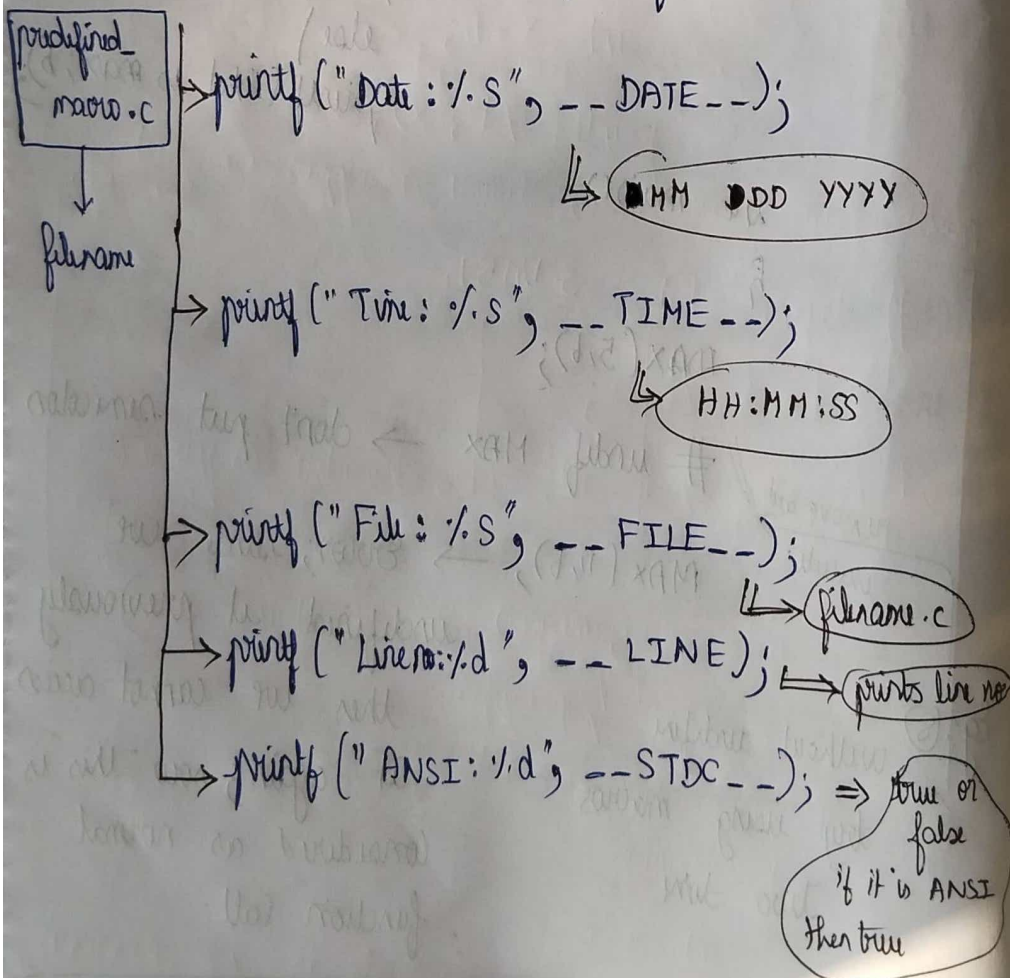 predefined_
macro.c
filename
printf ("Date : %.S", __DATE__);
MM DDD YYYY
printf ("Time: %.S", __TIME__);
HH:MM:SS
printf ("File : %.S", __FILE__);
filename.c
printf ("Line no:%d", __LINE);
prints line no
printf ("ANSI: %.d", __STDC__); ⇒ true or
false
if it is ANSI
then true